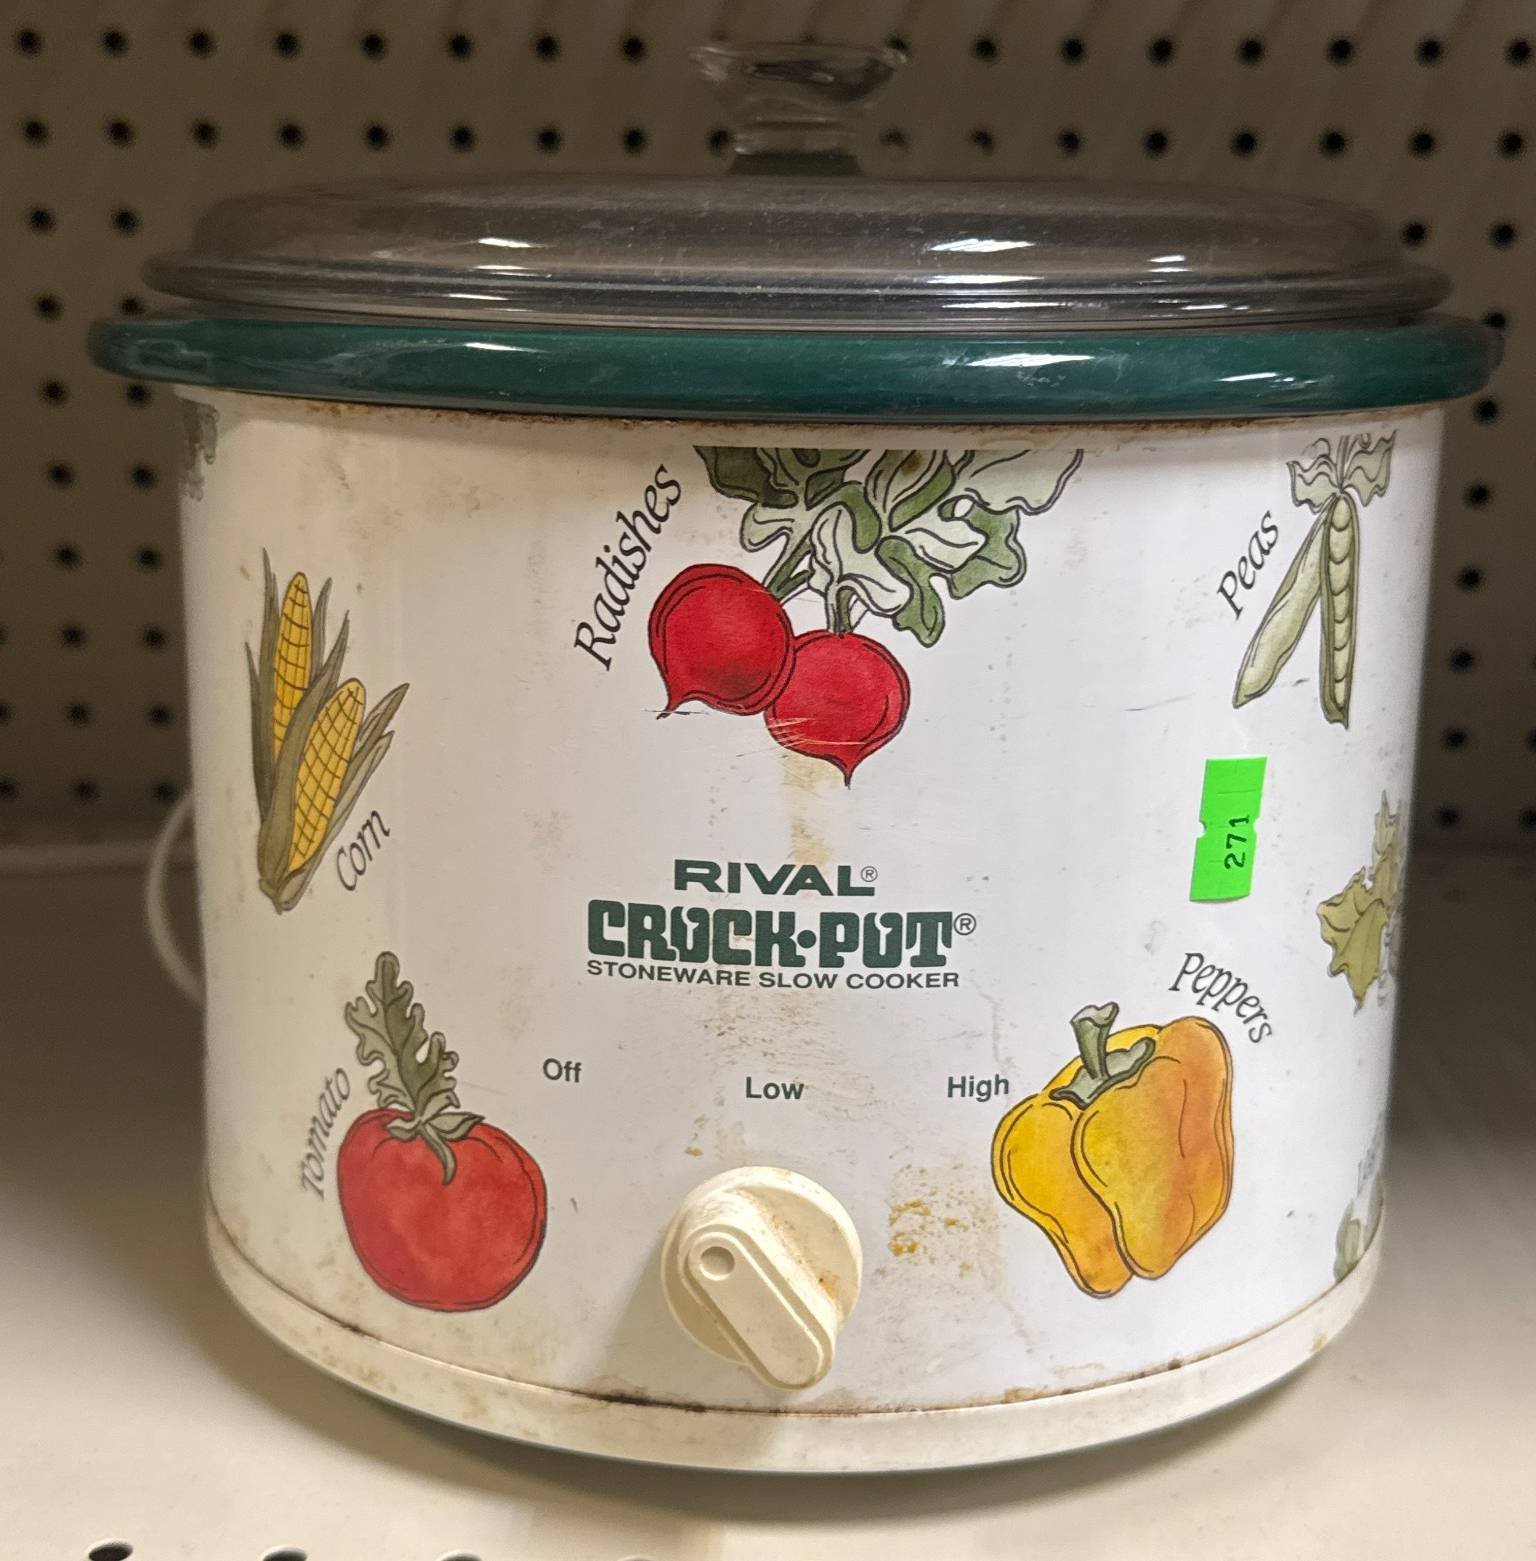 Radishes
Peas
Corn
271
RIVAL®
CROCK·POT®
STONEWARE SLOW COOKER
Peppers
Tomato
Off
Low
High